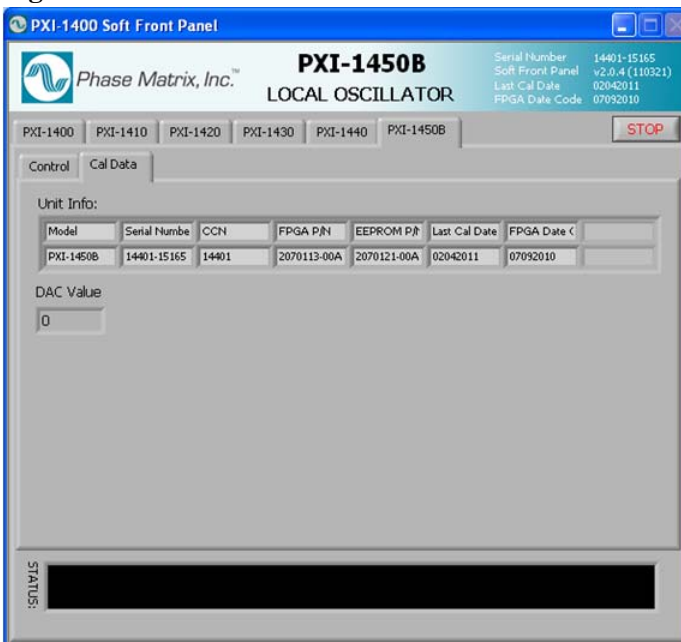 PXI-1400 Soft Front Panel
Phase Matrix, Inc.™
PXI-1450B
LOCAL OSCILLATOR
Serial Number 14401-15165
Soft Front Panel v2.0.4 (110321)
Last Cal Date 02042011
FPGA Date Code 07092010
PXI-1400 PXI-1410 PXI-1420 PXI-1430 PXI-1440 PXI-1450B STOP
Control Cal Data
Unit Info:
Model Serial Numbe CCN FPGA P/N EEPROM P/N Last Cal Date FPGA Date C
PXI-1450B 14401-15165 14401 2070113-00A 2070121-00A 02042011 07092010
DAC Value
0
STATUS: